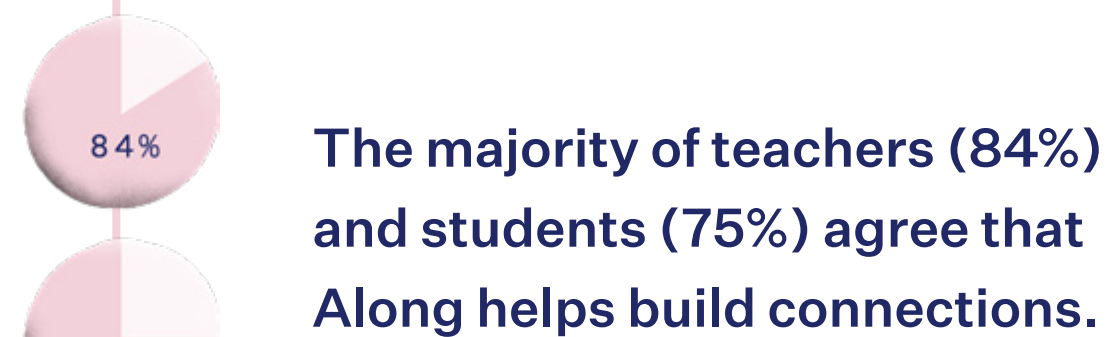 84%
The majority of teachers (84%)
and students (75%) agree that
Along helps build connections.